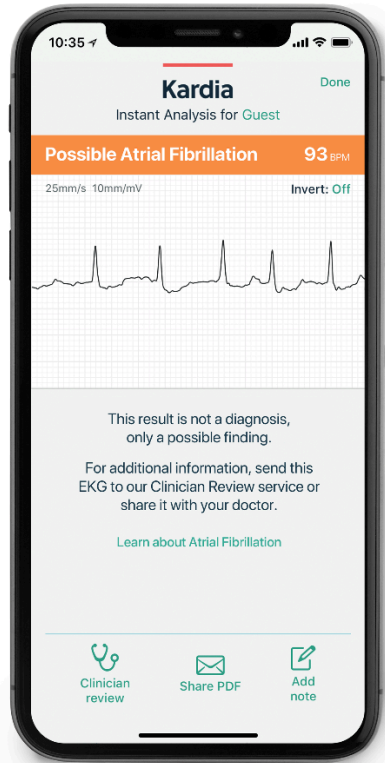 10:35
Kardia
Done
Instant Analysis for Guest
Possible Atrial Fibrillation 93 BPM
25mm/s 10mm/mV Invert: Off
This result is not a diagnosis,
only a possible finding.
For additional information, send this
EKG to our Clinician Review service or
share it with your doctor.
Learn about Atrial Fibrillation
Clinician
review
Share PDF
Add
note